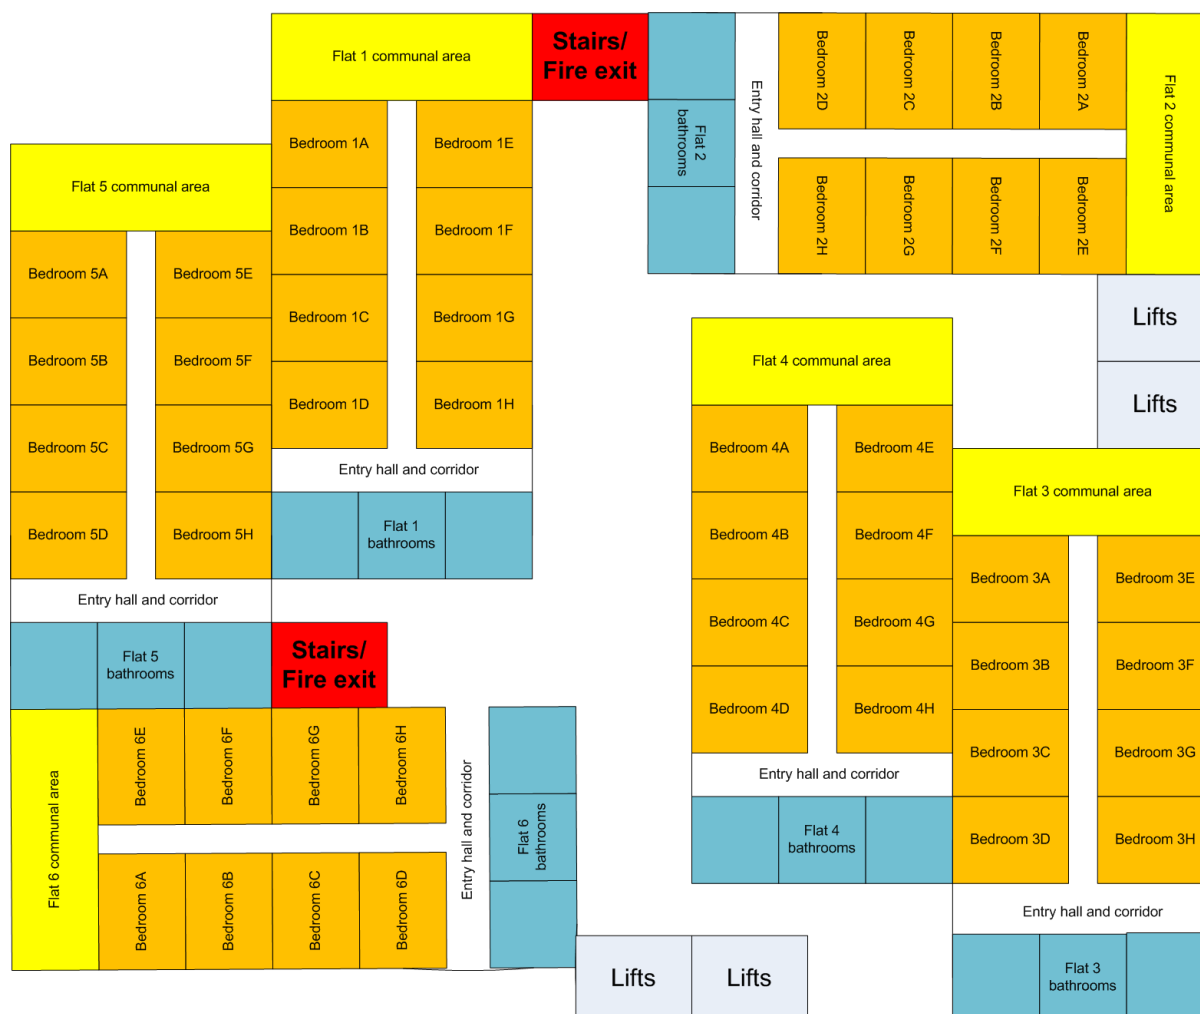 Flat 1 communal area
Stairs/
Fire exit
Flat 2
bathrooms
Entry hall and corridor
Bedroom 2D
Bedroom 2C
Bedroom 2B
Bedroom 2A
Flat 2 communal area
Bedroom 2H
Bedroom 2G
Bedroom 2F
Bedroom 2E
Bedroom 1A
Bedroom 1E
Bedroom 1B
Bedroom 1F
Bedroom 1C
Bedroom 1G
Bedroom 1D
Bedroom 1H
Entry hall and corridor
Flat 1
bathrooms
Flat 5 communal area
Bedroom 5A
Bedroom 5E
Bedroom 5B
Bedroom 5F
Bedroom 5C
Bedroom 5G
Bedroom 5D
Bedroom 5H
Entry hall and corridor
Flat 5
bathrooms
Stairs/
Fire exit
Lifts
Lifts
Flat 4 communal area
Bedroom 4A
Bedroom 4E
Bedroom 4B
Bedroom 4F
Bedroom 4C
Bedroom 4G
Bedroom 4D
Bedroom 4H
Entry hall and corridor
Flat 4
bathrooms
Flat 3 communal area
Bedroom 3A
Bedroom 3E
Bedroom 3B
Bedroom 3F
Bedroom 3C
Bedroom 3G
Bedroom 3D
Bedroom 3H
Entry hall and corridor
Flat 3
bathrooms
Flat 6 communal area
Bedroom 6E
Bedroom 6F
Bedroom 6G
Bedroom 6H
Bedroom 6A
Bedroom 6B
Bedroom 6C
Bedroom 6D
Entry hall and corridor
Flat 6
bathrooms
Lifts
Lifts